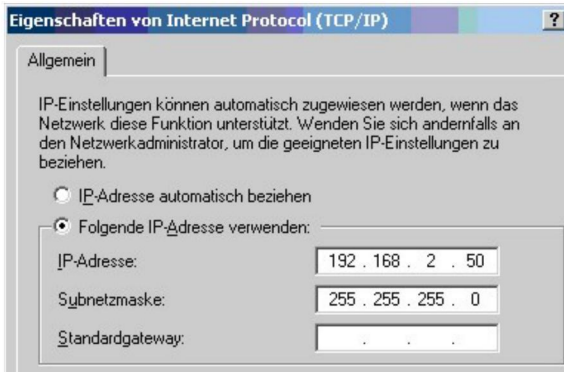 Eigenschaften von Internet Protocol (TCP/IP)
?
Allgemein
IP-Einstellungen können automatisch zugewiesen werden, wenn das
Netzwerk diese Funktion unterstützt. Wenden Sie sich andernfalls an
den Netzwerkadministrator, um die geeigneten IP-Einstellungen zu
beziehen.
IP-Adresse automatisch beziehen
Folgende IP-Adresse verwenden:
IP-Adresse: 192 . 168 . 2 . 50
Subnetzmaske: 255 . 255 . 255 . 0
Standardgateway: . . .